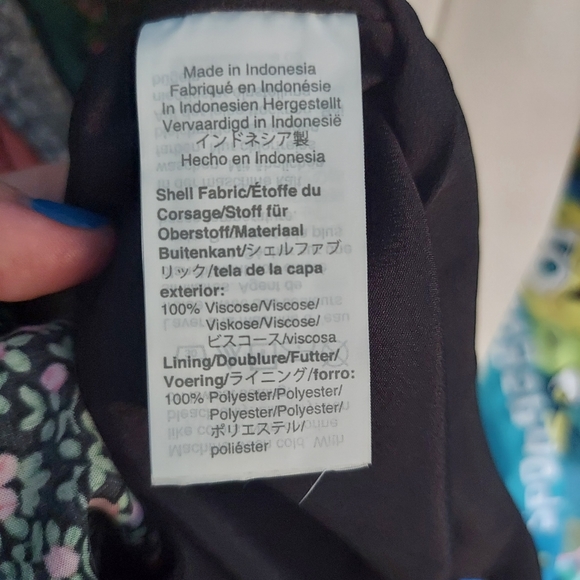 Made in Indonesia
Fabriqué en Indonésie
In Indonesien Hergestellt
Vervaardigd in Indonesië
インドネシア製
Hecho en Indonesia
Shell Fabric/Étoffe du
Corsage/Stoff für
Oberstoff/Materiaal
Buitenkant/シェルファブ
リック/tela de la capa
exterior:
100% Viscose/Viscose/
Viskose/Viscose/
ビスコース/viscosa
Lining/Doublure/Futter/
Voering/ライニング/forro:
100% Polyester/Polyester/
Polyester/Polyester/
ポリエステル/
poliéster